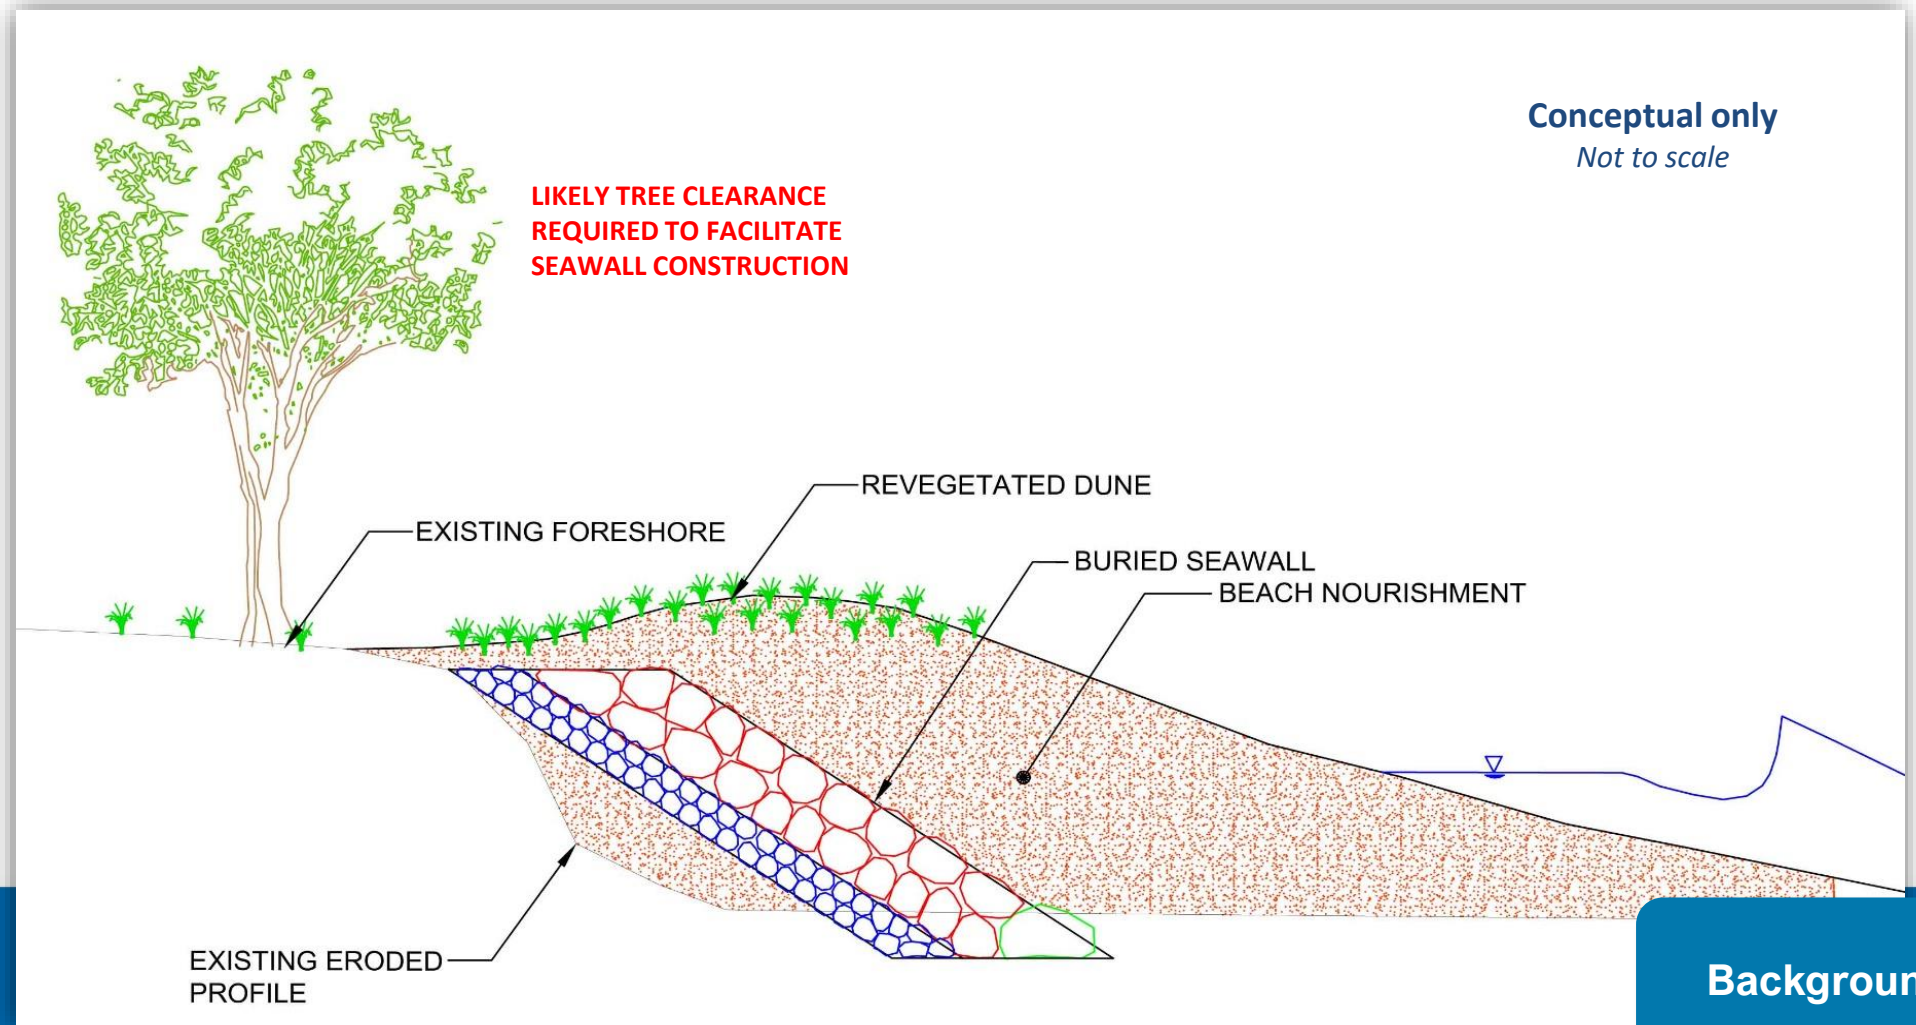 Conceptual only
Not to scale
LIKELY TREE CLEARANCE
REQUIRED TO FACILITATE
SEAWALL CONSTRUCTION
REVEGETATED DUNE
EXISTING FORESHORE
BURIED SEAWALL
BEACH NOURISHMENT
EXISTING ERODED
PROFILE